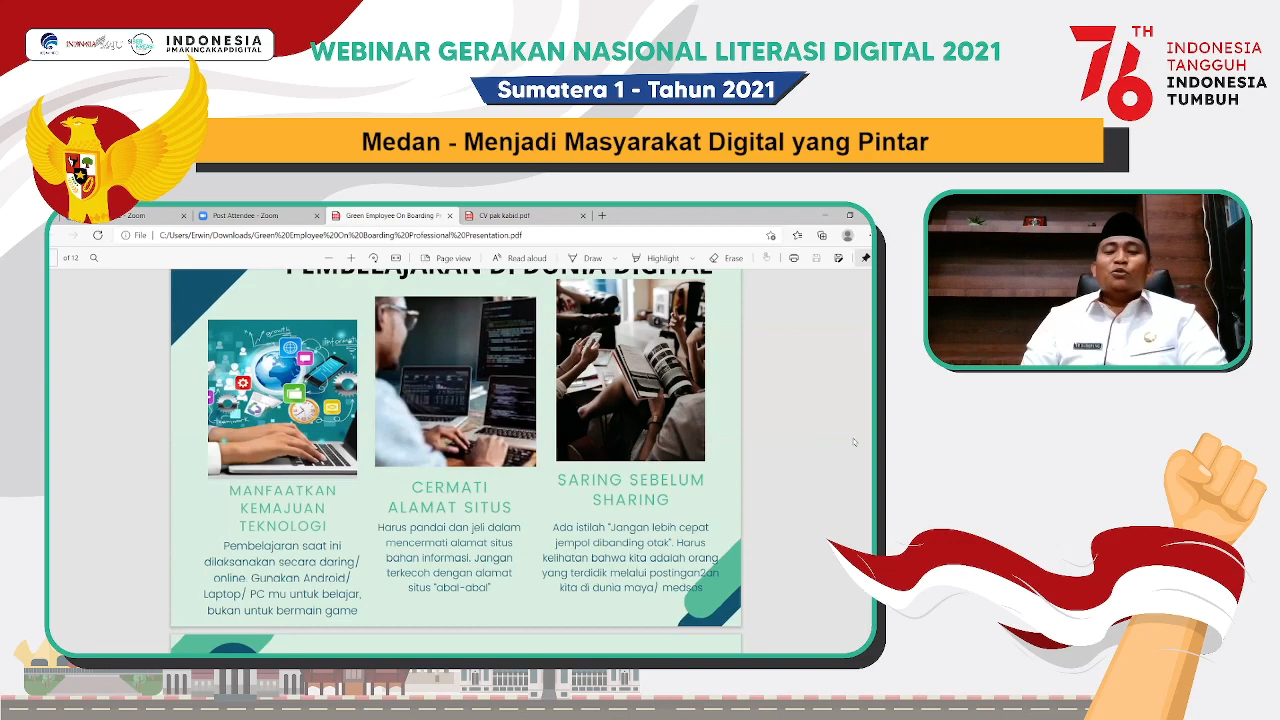 INDONESIA
#MAKINCAKAPDIGITAL
WEBINAR GERAKAN NASIONAL LITERASI DIGITAL 2021
Sumatera 1 - Tahun 2021
76 TH
INDONESIA
TANGGUH
INDONESIA
TUMBUH
Medan - Menjadi Masyarakat Digital yang Pintar
Zoom
Post Attendee - Zoom
Green Employee On Boarding Pr
CV pak kabid.pdf
File
C:/Users/Erwin/Downloads/Green%20Employee%20On%20Boarding%20Professional%20Presentation.pdf
of 12
Page view
Read aloud
Draw
Highlight
Erase
PEMBELAJARAN DI DUNIA DIGITAL
MANFAATKAN
KEMAJUAN
TEKNOLOGI
Pembelajaran saat ini
dilaksanakan secara daring/
online. Gunakan Android/
Laptop/ PC mu untuk belajar,
bukan untuk bermain game
CERMATI
ALAMAT SITUS
Harus pandai dan jeli dalam
mencermati alamat situs
bahan informasi. Jangan
terkecoh dengan alamat
situs "abal-abal"
SARING SEBELUM
SHARING
Ada istilah "Jangan lebih cepat
jempol dibanding otak". Harus
kelihatan bahwa kita adalah orang
yang terdidik melalui postingan2an
kita di dunia maya/ medsos